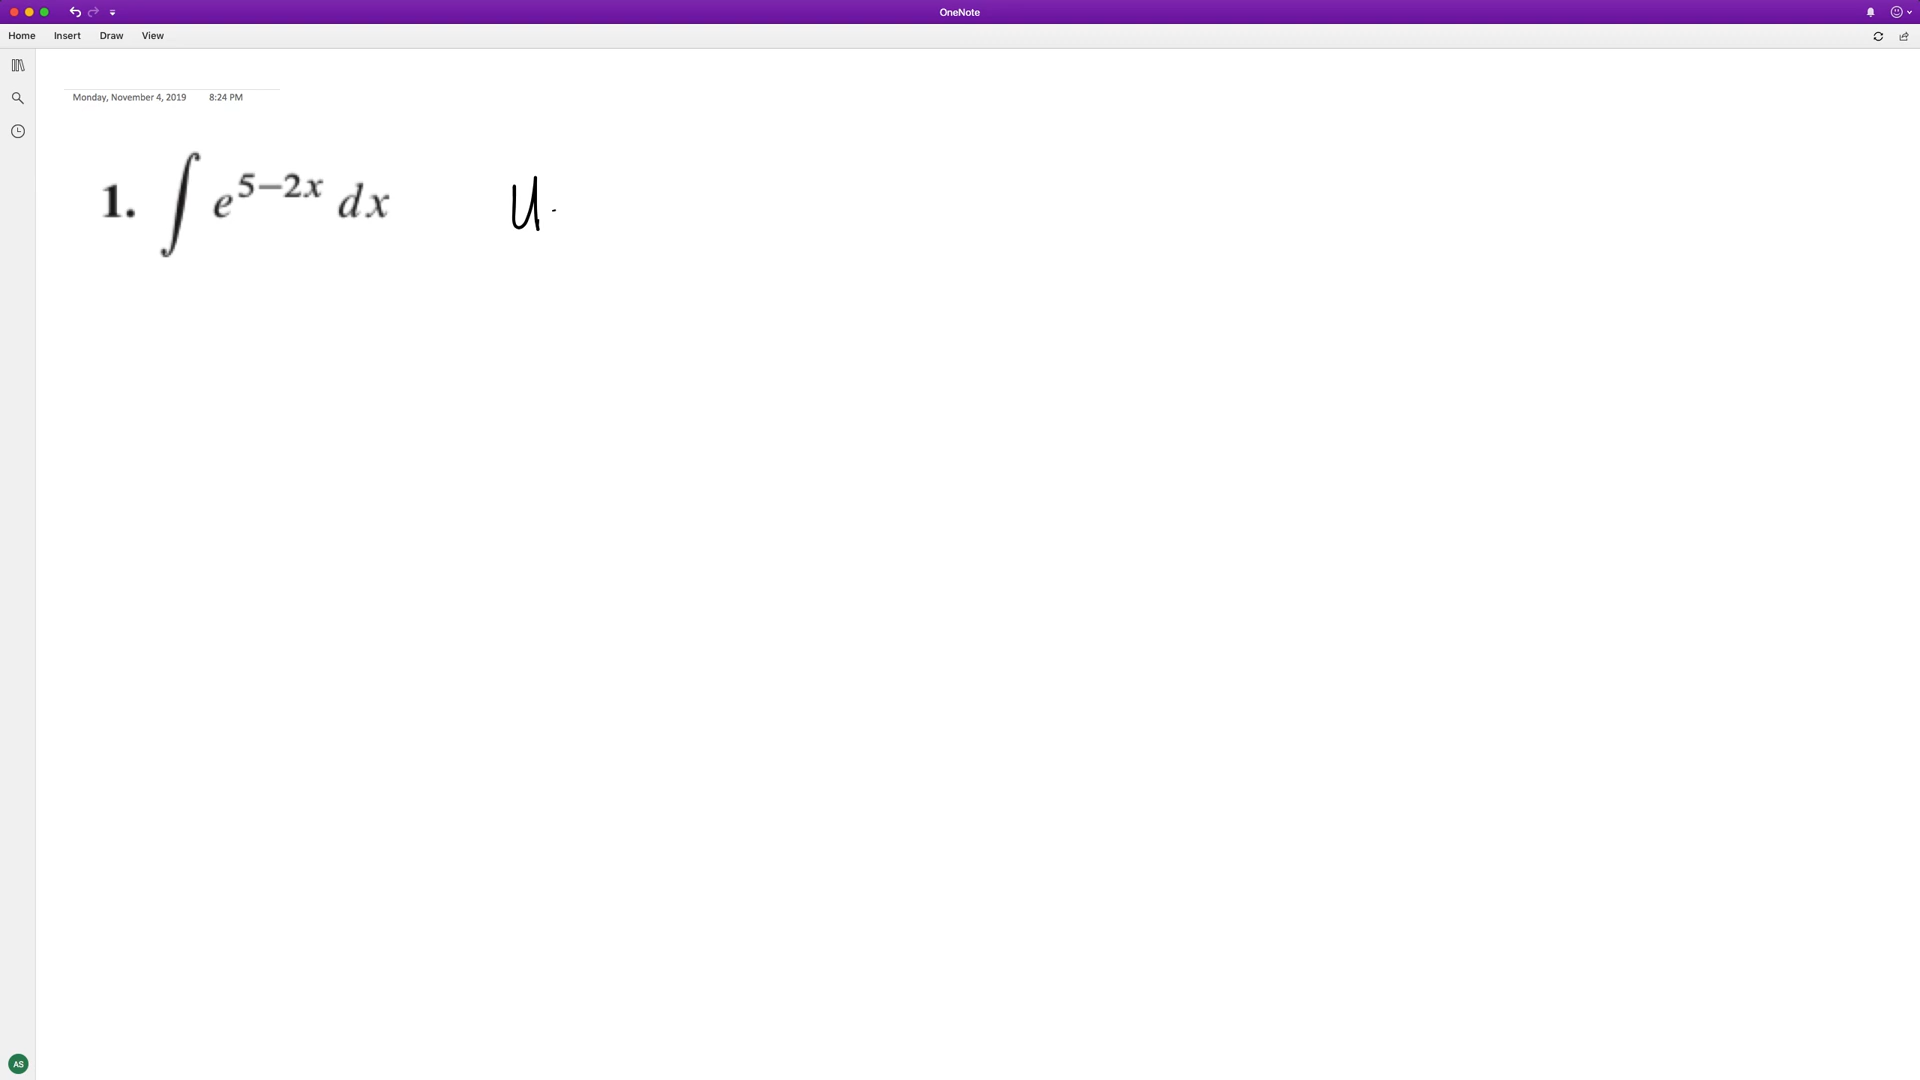 OneNote
Home Insert Draw View
Monday, November 4, 2019 8:24 PM
1. ∫ e^{5−2x} dx U
AS